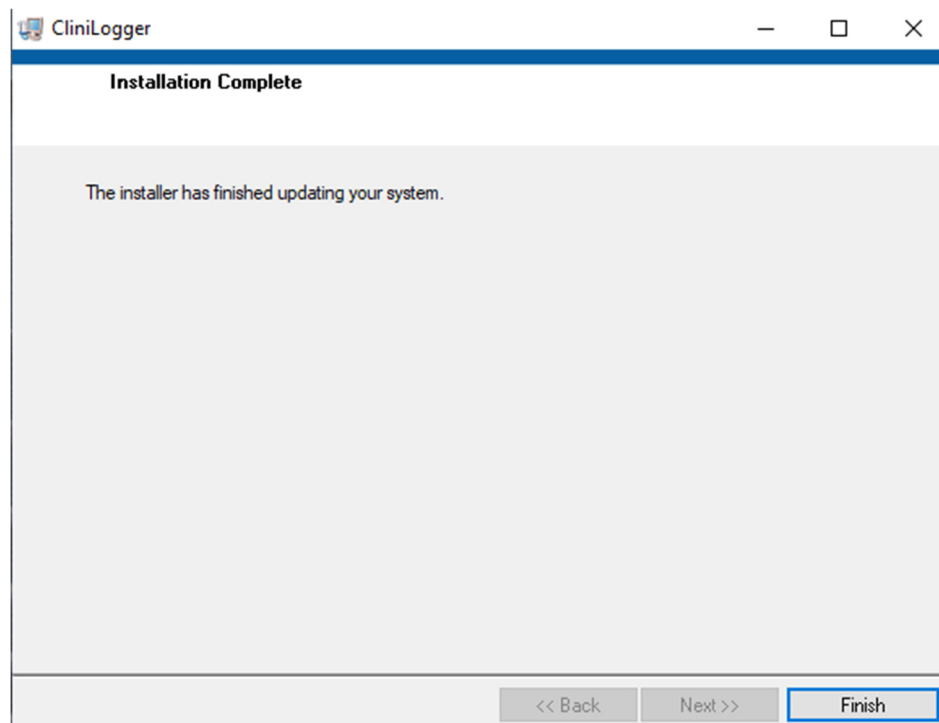 CliniLogger
Installation Complete
The installer has finished updating your system.
<< Back
Next >>
Finish